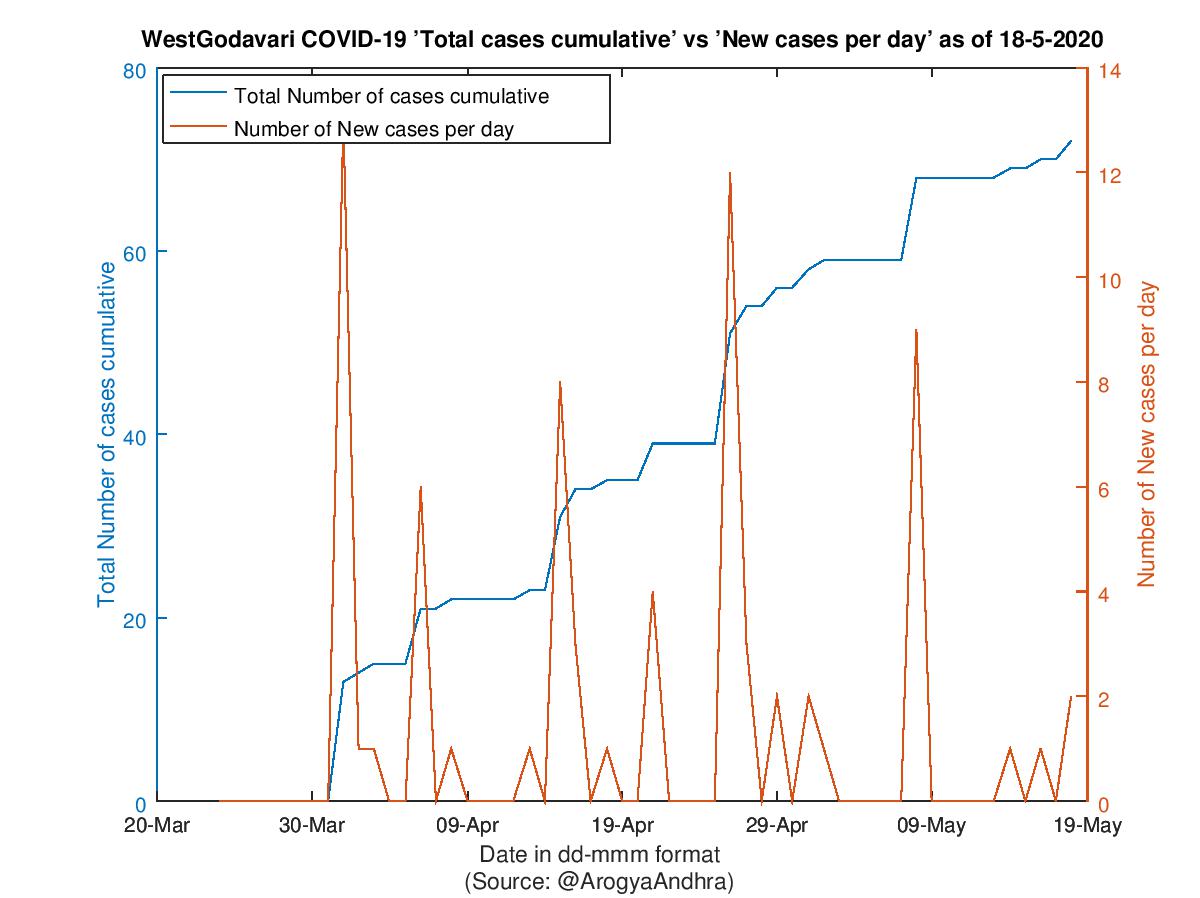 WestGodavari COVID-19 ’Total cases cumulative’ vs ’New cases per day’ as of 18-5-2020
Total Number of cases cumulative
Number of New cases per day
80
60
40
20
0
Total Number of cases cumulative
14
12
10
8
6
4
2
0
Number of New cases per day
20-Mar 30-Mar 09-Apr 19-Apr 29-Apr 09-May 19-May
Date in dd-mmm format
(Source: @ArogyaAndhra)